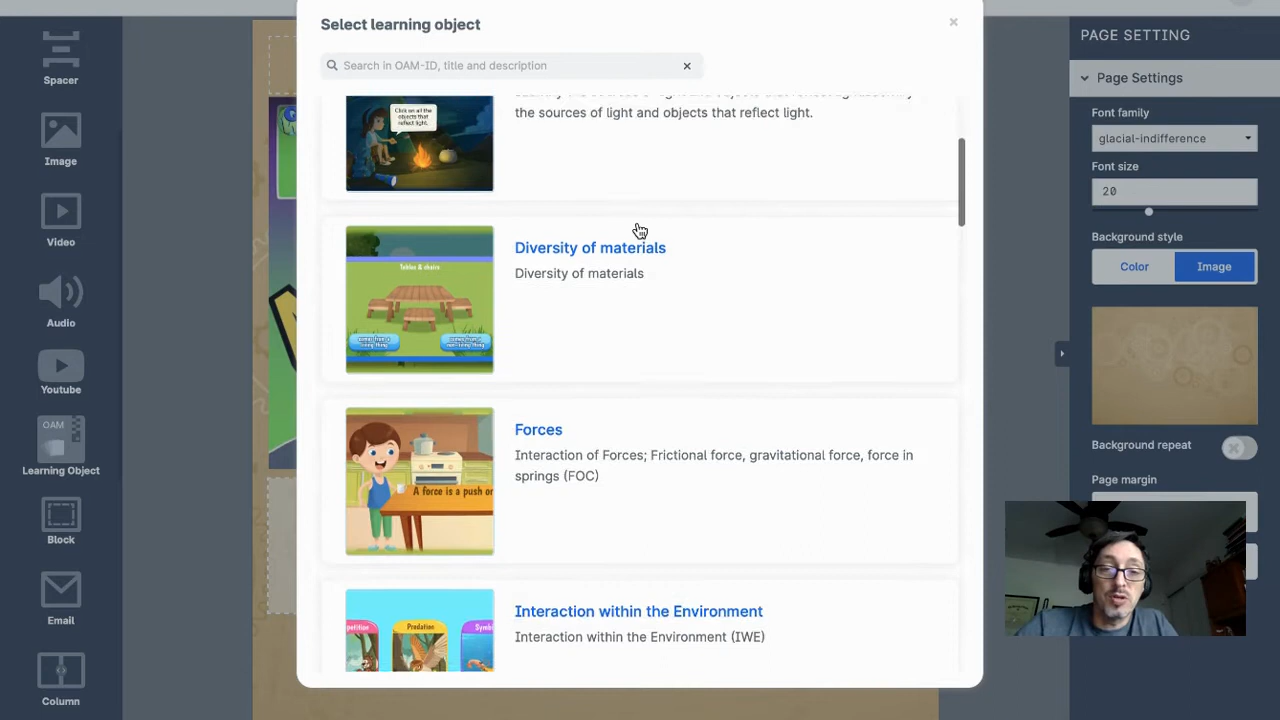 Select learning object
Search in OAM-ID, title and description
Click on all the
objects that
reflect light.
the sources of light and objects that reflect light.
Diversity of materials
Diversity of materials
Tables & chairs
Forces
Interaction of Forces; Frictional force, gravitational force, force in
springs (FOC)
A force is a push or
Interaction within the Environment
Interaction within the Environment (IWE)
petition
Predation
Symbi
Spacer
Image
Video
Audio
Youtube
OAM
Learning Object
Block
Email
Column
PAGE SETTING
Page Settings
Font family
glacial-indifference
Font size
20
Background style
Color
Image
Background repeat
Page margin